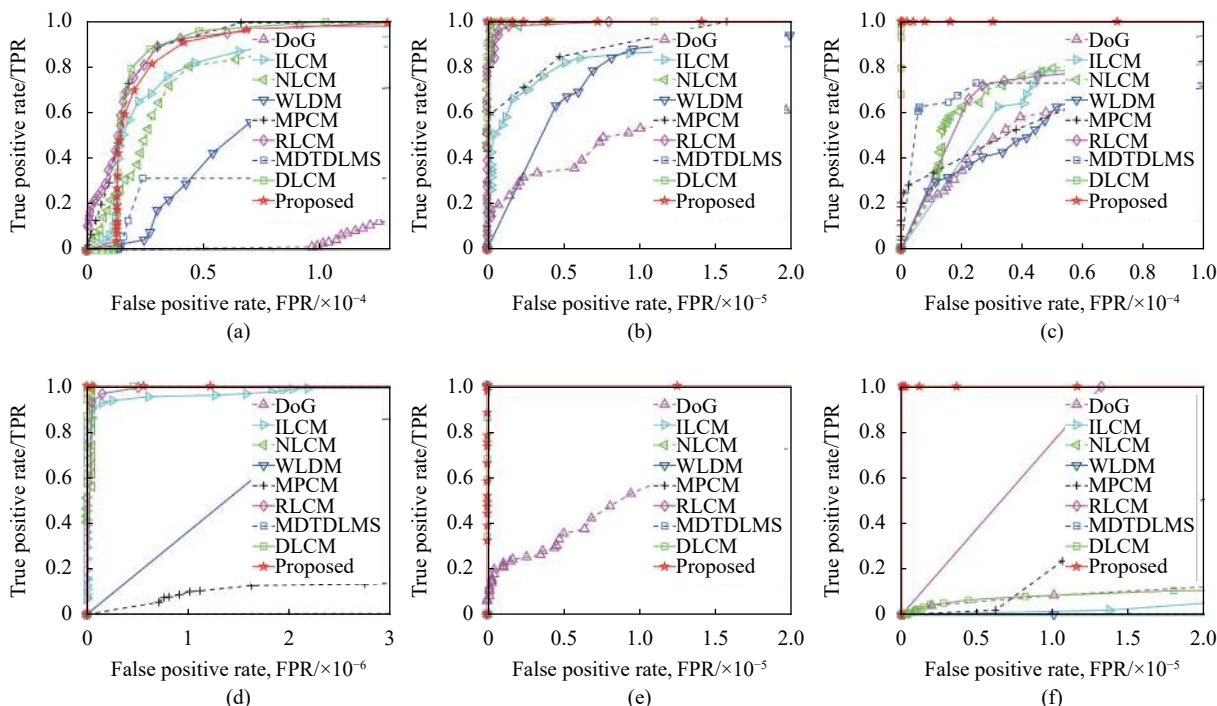 True positive rate/TPR
1.0
0.8
0.6
0.4
0.2
0
DoG
ILCM
NLCM
WLDM
MPCM
RLCM
MDTDLMS
DLCM
Proposed
0 0.5 1.0
False positive rate, FPR/×10⁻⁴
(a)
True positive rate/TPR
1.0
0.8
0.6
0.4
0.2
0
DoG
ILCM
NLCM
WLDM
MPCM
RLCM
MDTDLMS
DLCM
Proposed
0 0.5 1.0 1.5 2.0
False positive rate, FPR/×10⁻⁵
(b)
True positive rate/TPR
1.0
0.8
0.6
0.4
0.2
0
DoG
ILCM
NLCM
WLDM
MPCM
RLCM
MDTDLMS
DLCM
Proposed
0 0.2 0.4 0.6 0.8 1.0
False positive rate, FPR/×10⁻⁴
(c)
True positive rate/TPR
1.0
0.8
0.6
0.4
0.2
0
DoG
ILCM
NLCM
WLDM
MPCM
RLCM
MDTDLMS
DLCM
Proposed
0 1 2 3
False positive rate, FPR/×10⁻⁶
(d)
True positive rate/TPR
1.0
0.8
0.6
0.4
0.2
0
DoG
ILCM
NLCM
WLDM
MPCM
RLCM
MDTDLMS
DLCM
Proposed
0 0.5 1.0 1.5 2.0
False positive rate, FPR/×10⁻⁵
(e)
True positive rate/TPR
1.0
0.8
0.6
0.4
0.2
0
DoG
ILCM
NLCM
WLDM
MPCM
RLCM
MDTDLMS
DLCM
Proposed
0 0.5 1.0 1.5 2.0
False positive rate, FPR/×10⁻⁵
(f)